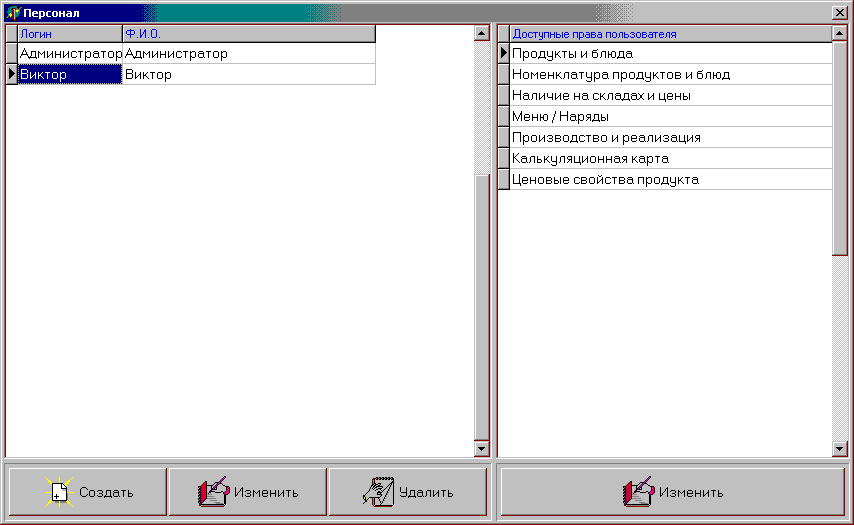 Персонал
Логин Ф.И.О.
Администратор Администратор
Виктор Виктор
Доступные права пользователя
Продукты и блюда
Номенклатура продуктов и блюд
Наличие на складах и цены
Меню / Наряды
Производство и реализация
Калькуляционная карта
Ценовые свойства продукта
Создать Изменить Удалить
Изменить